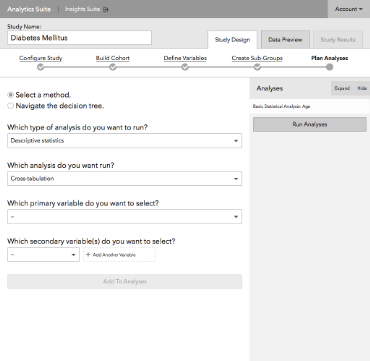 Analytics Suite | Insights Suite
Account
Study Name:
Diabetes Mellitus
Study Design
Data Preview
Study Results
Configure Study
Build Cohort
Define Variables
Create Sub-Groups
Plan Analyses
Select a method.
Navigate the decision tree.
Analyses
Expand
Hide
Basic Statistical Analysis: Age
Run Analyses
Which type of analysis do you want to run?
Descriptive statistics
Which analysis do you want run?
Cross-tabulation
Which primary variable do you want to select?
--
Which secondary variable(s) do you want to select?
--
+ Add Another Variable
Add To Analyses